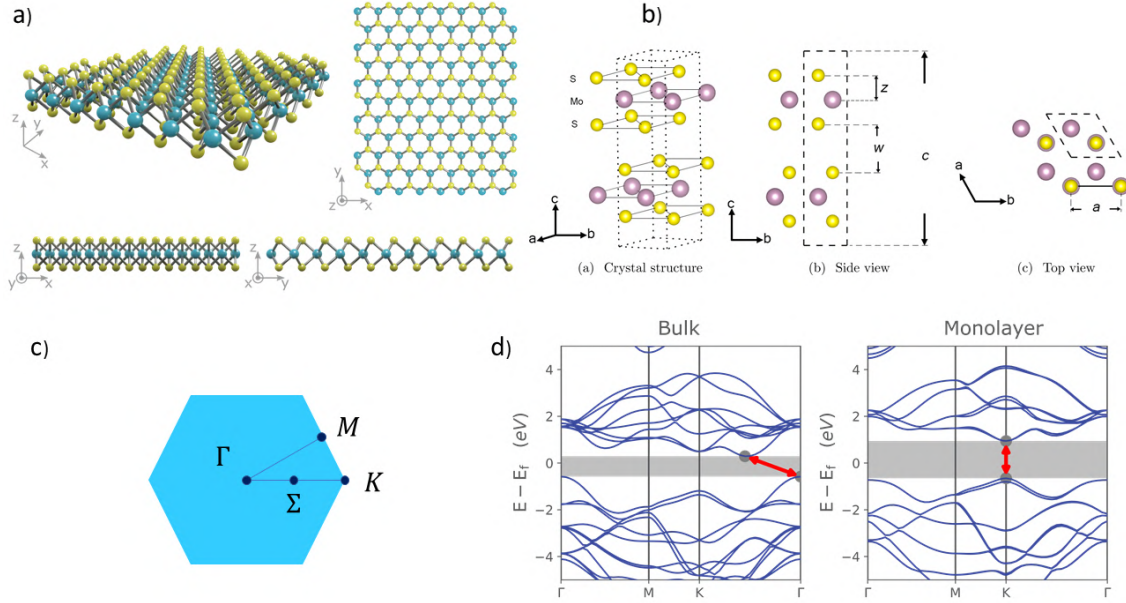 a)
z
y
x
y
z
x
z
y
x
z
x
y
b)
S
Mo
S
c
a
b
(a) Crystal structure
z
w
c
c
b
(b) Side view
a
b
a
(c) Top view
c)
Γ
M
Σ
K
d)
Bulk
E − E_f (eV)
4
2
0
−2
−4
Γ
M
K
Γ
Monolayer
E − E_f (eV)
4
2
0
−2
−4
Γ
M
K
Γ